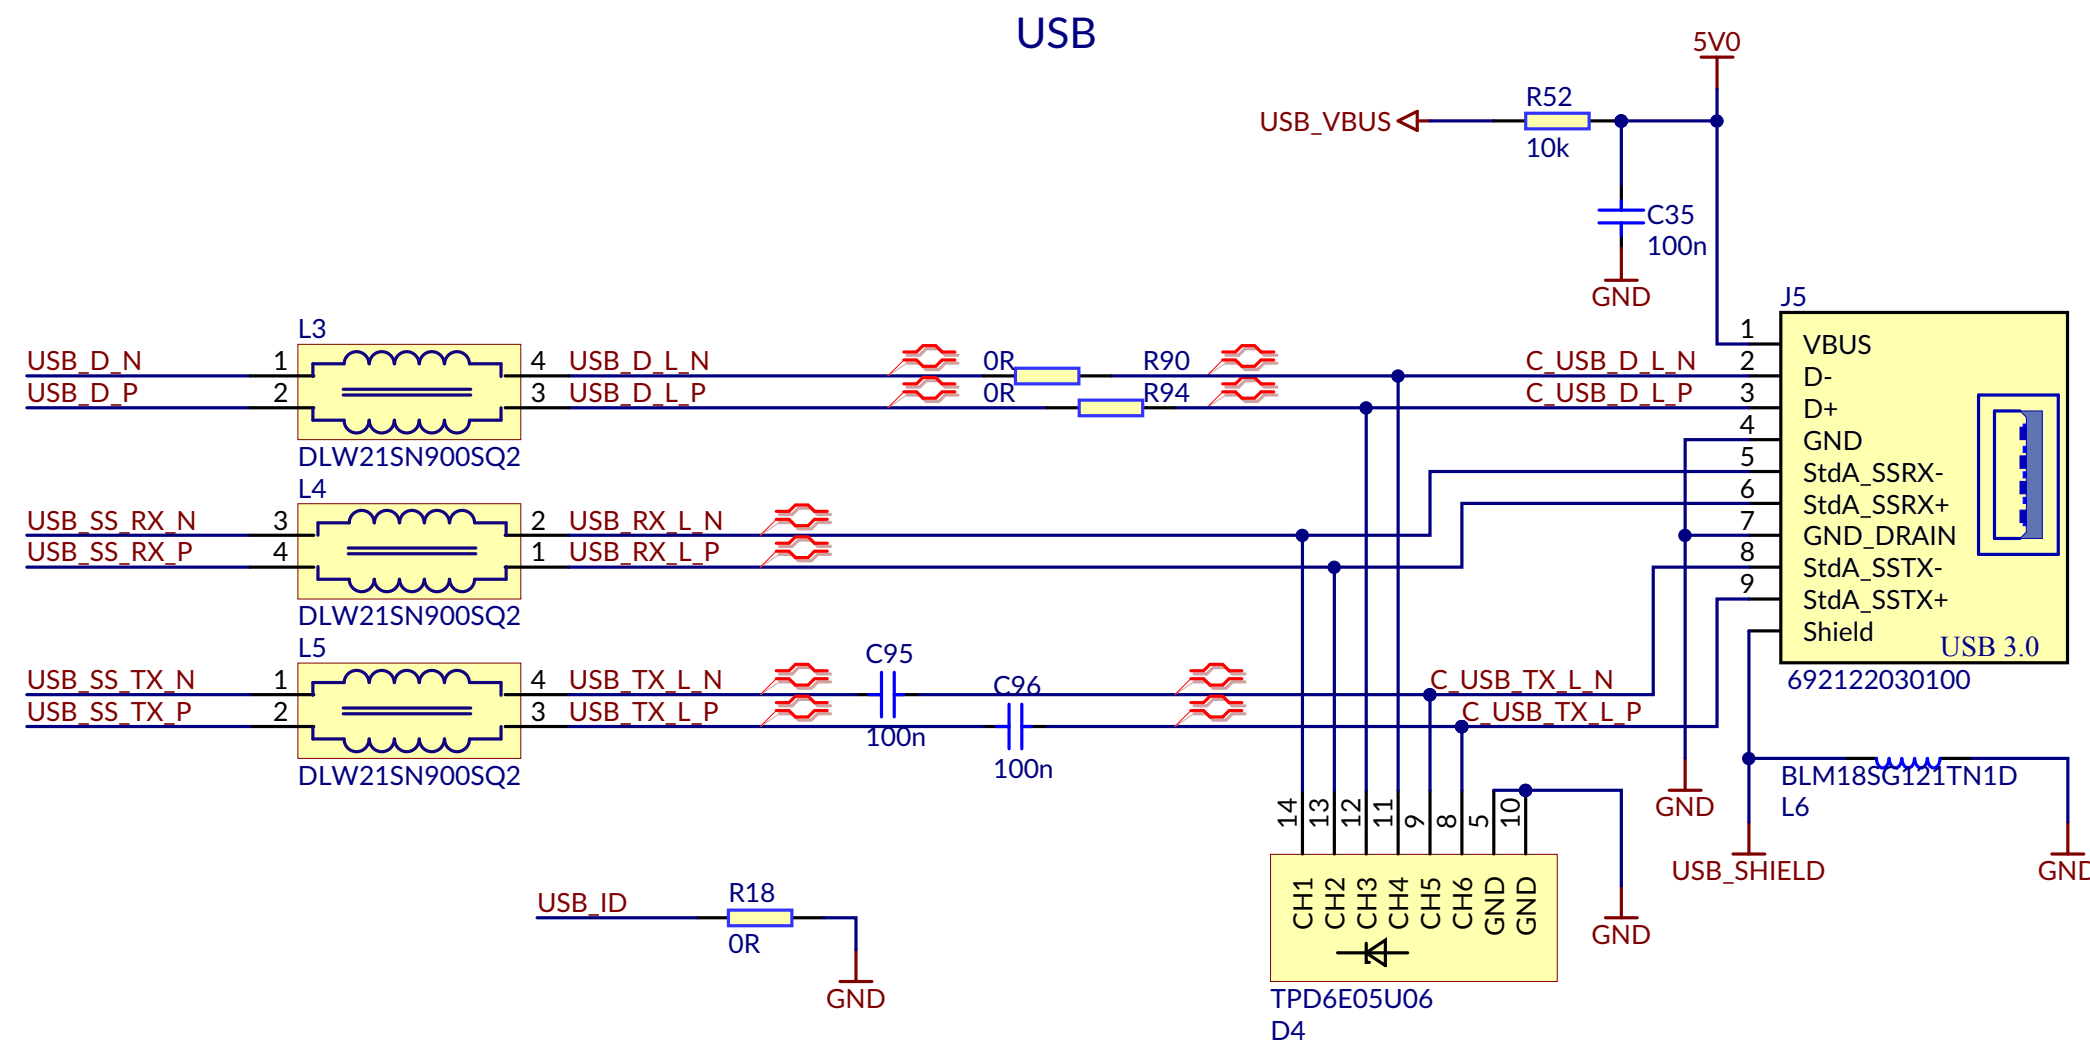 USB
5V0
R52
USB_VBUS
10k
C35
100n
GND
J5
L3
1 VBUS
USB_D_N 1 4 USB_D_L_N 0R R90 C_USB_D_L_N 2 D-
USB_D_P 2 3 USB_D_L_P 0R R94 C_USB_D_L_P 3 D+
4 GND
DLW21SN900SQ2
5 StdA_SSRX-
L4
6 StdA_SSRX+
USB_SS_RX_N 3 2 USB_RX_L_N 7 GND_DRAIN
USB_SS_RX_P 4 1 USB_RX_L_P 8 StdA_SSTX-
9 StdA_SSTX+
DLW21SN900SQ2
Shield
USB 3.0
L5
C95
USB_SS_TX_N 1 4 USB_TX_L_N C96 C_USB_TX_L_N 692122030100
USB_SS_TX_P 2 3 USB_TX_L_P C_USB_TX_L_P
100n
100n
DLW21SN900SQ2
BLM18SG121TN1D
L6
GND
14 13 12 11 9 8 5 10
USB_SHIELD
GND
CH1 CH2 CH3 CH4 CH5 CH6 GND GND
R18
USB_ID
0R
GND
GND
TPD6E05U06
D4